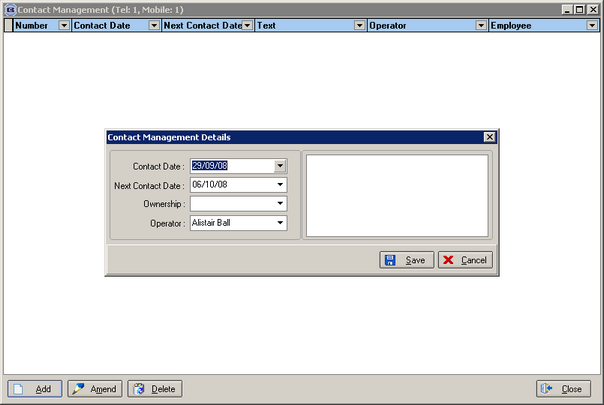 Contact Management (Tel: 1, Mobile: 1)
Number Contact Date Next Contact Date Text Operator Employee
Contact Management Details
Contact Date : 29/09/08
Next Contact Date : 06/10/08
Ownership :
Operator : Alistair Ball
Save Cancel
Add Amend Delete Close